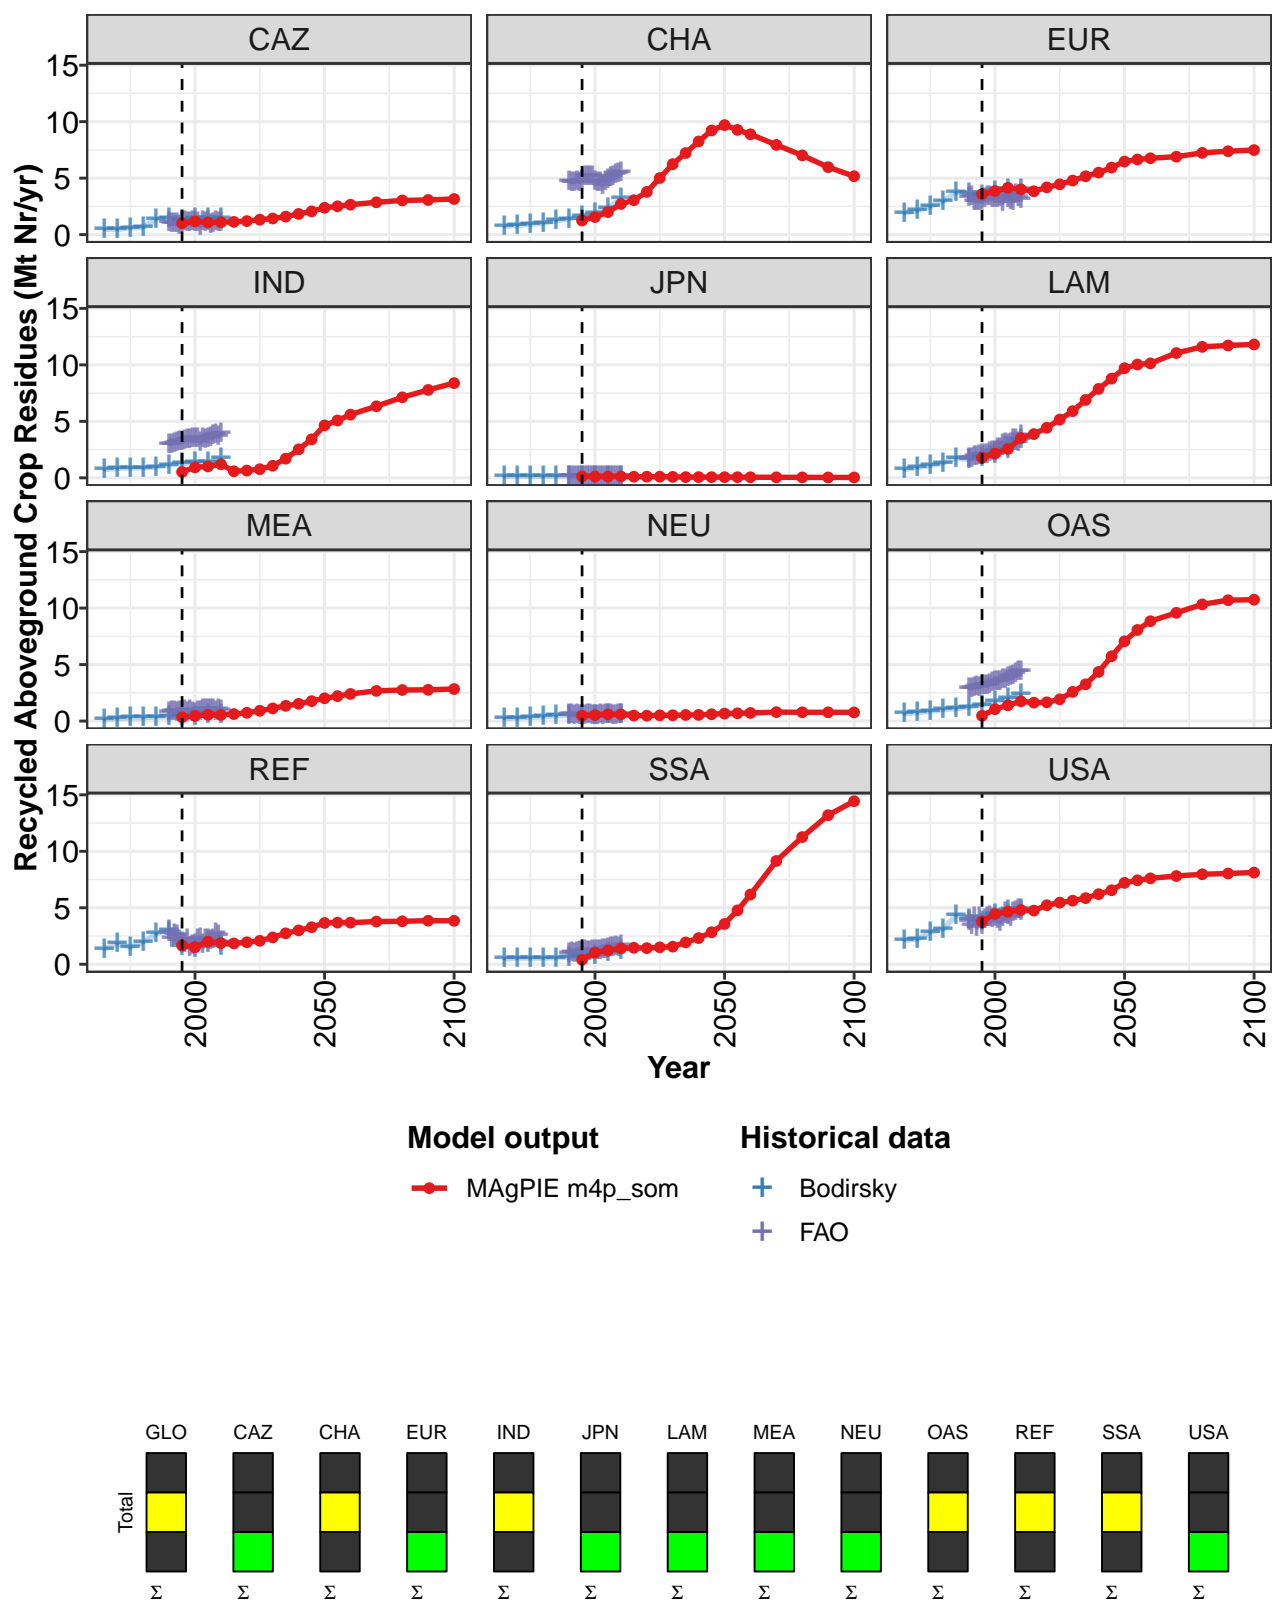 CAZ CHA EUR
15
10
5
0
IND JPN LAM
15
10
5
0
MEA NEU OAS
15
10
5
0
REF SSA USA
15
10
5
0
Recycled Aboveground Crop Residues (Mt Nr/yr)
2000 2050 2100 2000 2050 2100 2000 2050 2100
Year
Model output
MAgPIE m4p_som
Historical data
Bodirsky
FAO
GLO CAZ CHA EUR IND JPN LAM MEA NEU OAS REF SSA USA
Total
Σ Σ Σ Σ Σ Σ Σ Σ Σ Σ Σ Σ Σ